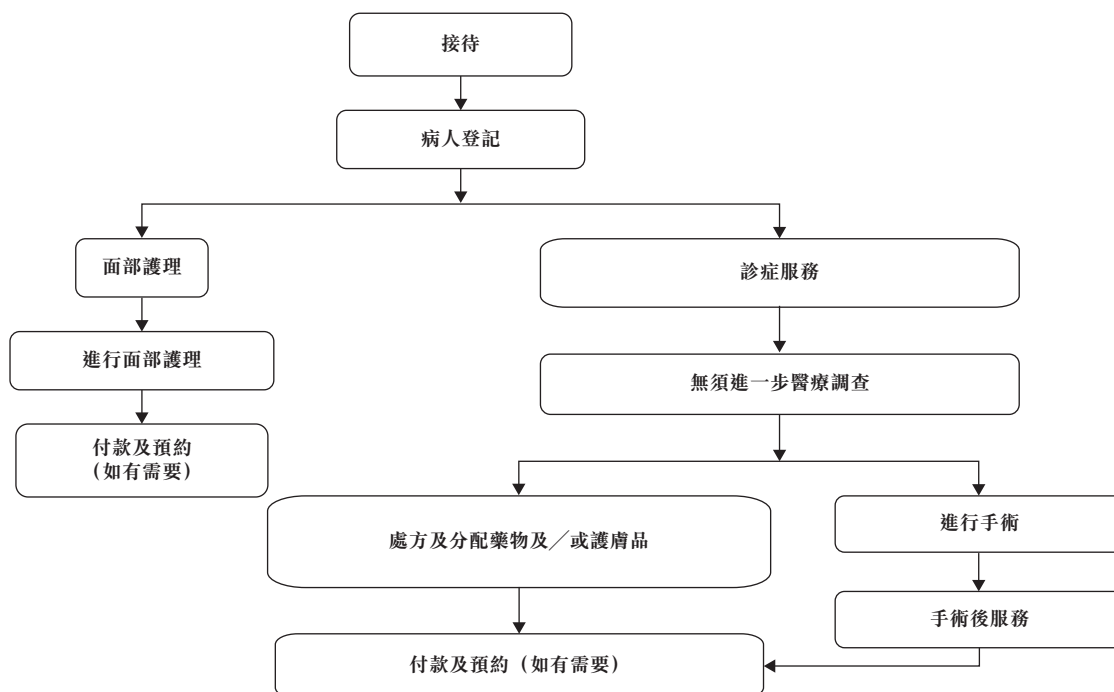 接待
病人登記
面部護理
診症服務
進行面部護理
無須進一步醫療調查
付款及預約
（如有需要）
處方及分配藥物及╱或護膚品
進行手術
手術後服務
付款及預約（如有需要）